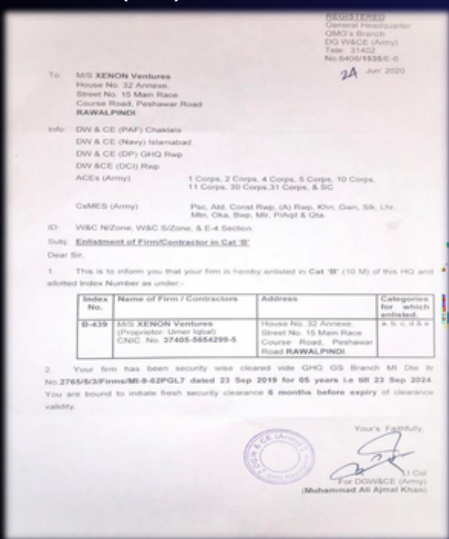 REGISTERED
General Headquarter
QMG's Branch
DG W&CE (Army)
Tele: 31402
No.0408/1535/E-6
24 Jun' 2020
To: M/S XENON Ventures
House No. 32 Annexe,
Street No. 15 Main Race
Course Road, Peshawar Road
RAWALPINDI.
Info: DW & CE (PAF) Chaklala
DW & CE (Navy) Islamabad
DW & CE (DP) GHQ Rwp
DW &CE (DCI) Rwp
ACEs (Army) 1 Corps, 2 Corps, 4 Corps, 5 Corps, 10 Corps,
11 Corps, 30 Corps,31 Corps, & SC
CsMES (Army) Psc, Atd, Const Rwp, (A) Rwp, Khn, Gwn, Slk, Lhr,
Mtn, Oka, Bwp, Mlr, P/Aqil & Qta.
ID: W&C N/Zone, W&C S/Zone, & E-4 Section.
Subj: Enlistment of Firm/Contractor in Cat 'B'
Dear Sir,
1. This is to inform you that your firm is hereby enlisted in Cat 'B' (10 M) of this HQ and
allotted Index Number as under:-
Index No. Name of Firm / Contractors Address Categories for which enlisted.
B-439 M/S XENON Ventures House No. 32 Annexe, a, b, c, d & e
(Proprietor: Umer Iqbal) Street No. 15 Main Race
CNIC No. 37405-5654299-5 Course Road, Peshawar
Road RAWALPINDI.
2. Your firm has been security wise cleared vide GHQ GS Branch MI Dte ltr
No.2765/5/3/Firms/MI-9-02PGL7 dated 23 Sep 2019 for 05 years i.e till 23 Sep 2024.
You are bound to initiate fresh security clearance 6 months before expiry of clearance
validity.
Your's Faithfully,
Lt Col
For DGW&CE (Army)
(Muhammad Ali Ajmal Khan)